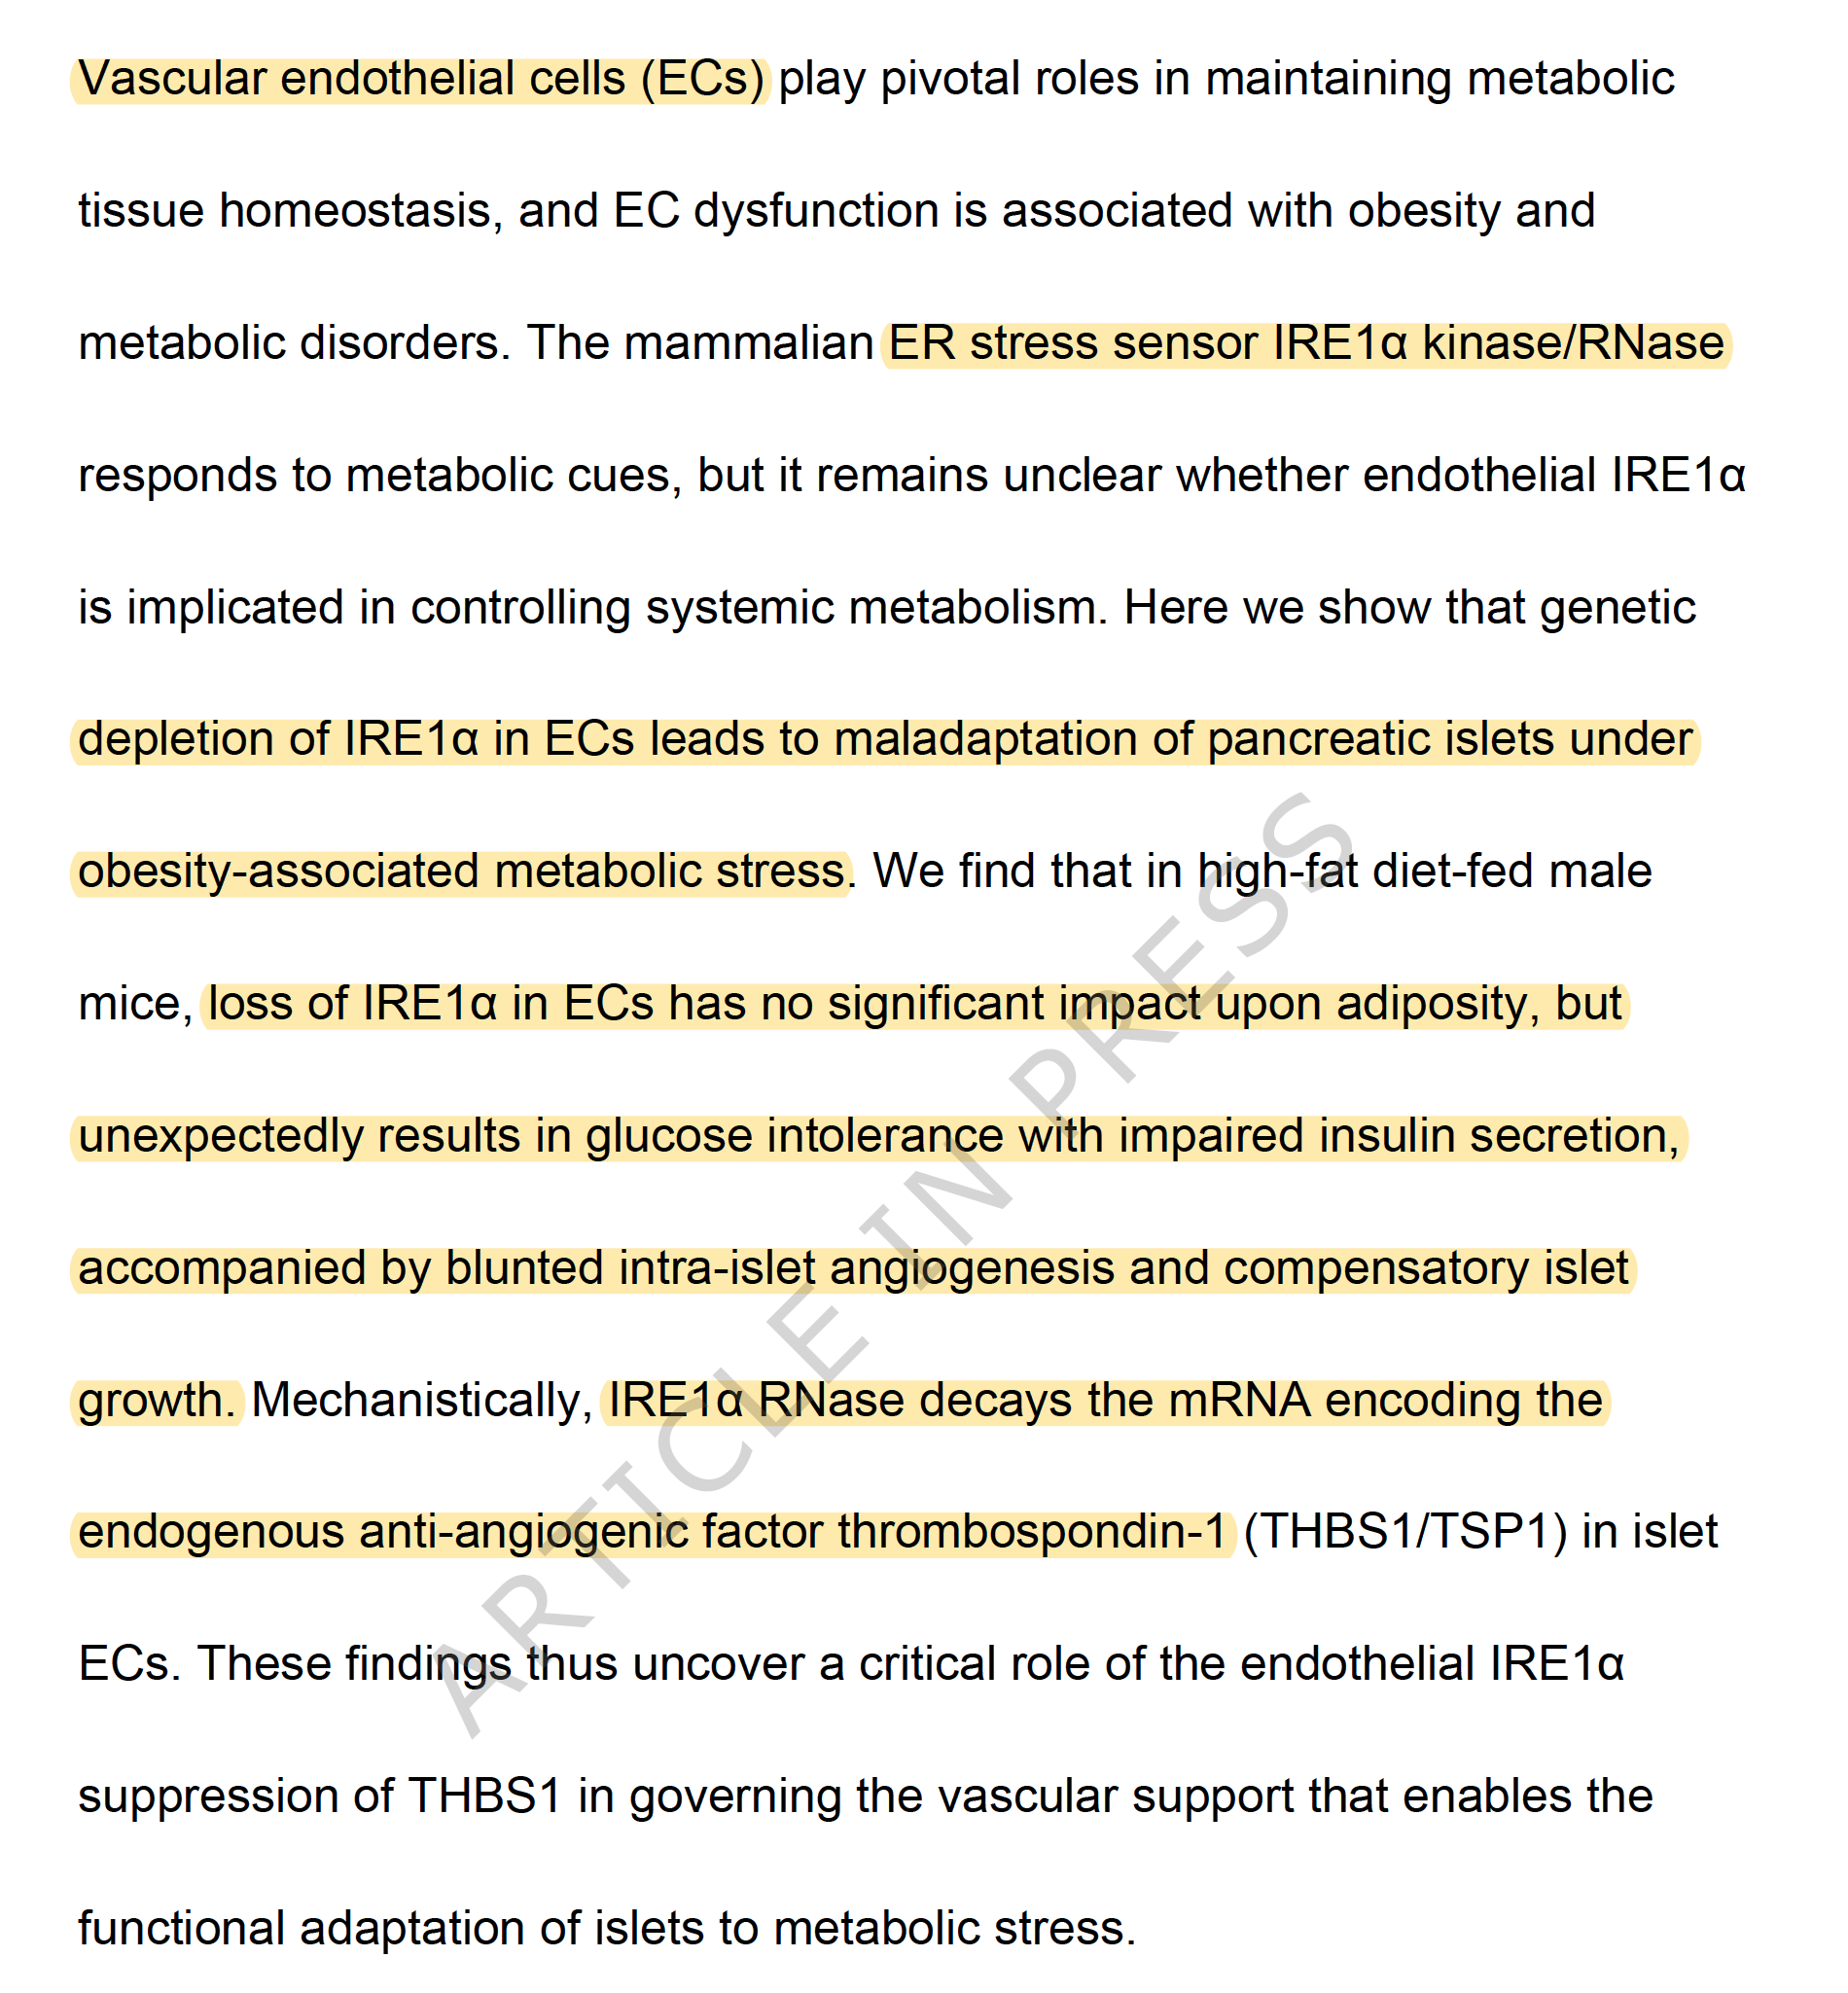 Vascular endothelial cells (ECs) play pivotal roles in maintaining metabolic
tissue homeostasis, and EC dysfunction is associated with obesity and
metabolic disorders. The mammalian ER stress sensor IRE1α kinase/RNase
responds to metabolic cues, but it remains unclear whether endothelial IRE1α
is implicated in controlling systemic metabolism. Here we show that genetic
depletion of IRE1α in ECs leads to maladaptation of pancreatic islets under
obesity-associated metabolic stress. We find that in high-fat diet-fed male
mice, loss of IRE1α in ECs has no significant impact upon adiposity, but
unexpectedly results in glucose intolerance with impaired insulin secretion,
accompanied by blunted intra-islet angiogenesis and compensatory islet
growth. Mechanistically, IRE1α RNase decays the mRNA encoding the
endogenous anti-angiogenic factor thrombospondin-1 (THBS1/TSP1) in islet
ECs. These findings thus uncover a critical role of the endothelial IRE1α
suppression of THBS1 in governing the vascular support that enables the
functional adaptation of islets to metabolic stress.
ARTICLE IN PRESS